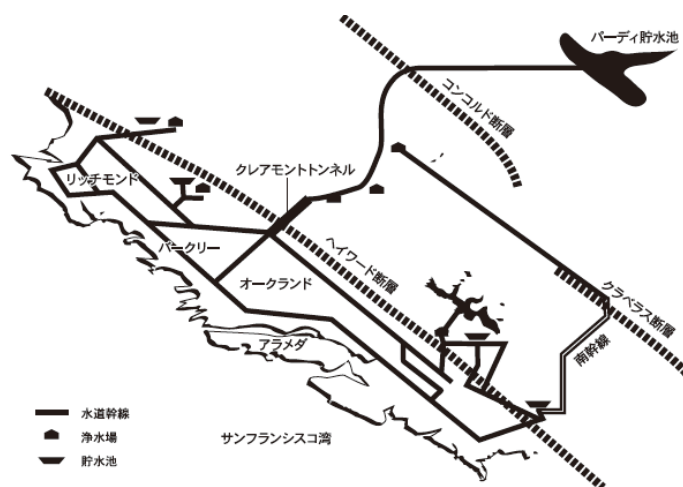 パーディ貯水池
コンコルド断層
クレアモントトンネル
リッチモンド
バークリー
ヘイワード断層
オークランド
クラベラス断層
南幹線
アラメダ
水道幹線
浄水場
サンフランシスコ湾
貯水池